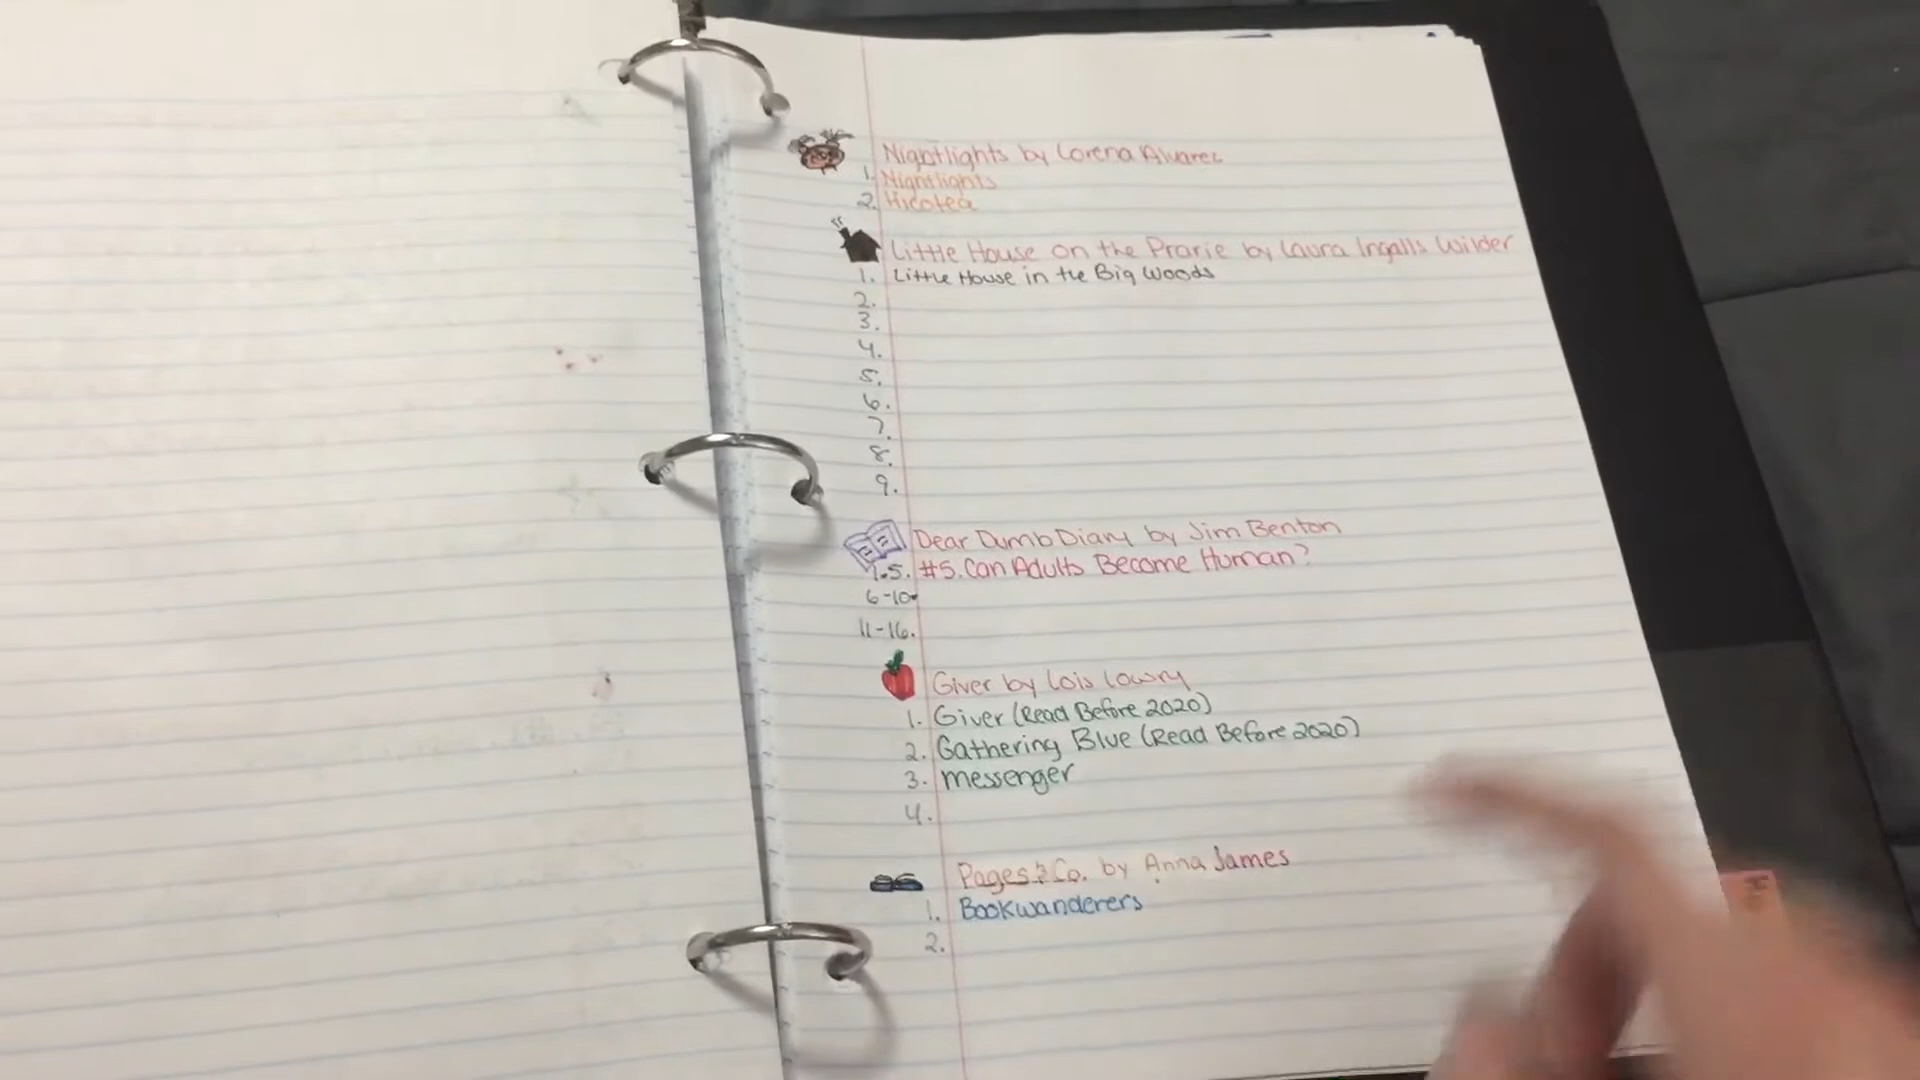 Nightlights by Lorena Alvarez
1. Nightlights
2. Hicotea
Little House on the Prarie by Laura Ingalls Wilder
1. Little House in the Big Woods
2.
3.
4.
5.
6.
7.
8.
9.
Dear Dumb Diary by Jim Benton
1-5. #5. Can Adults Become Human?
6-10.
11-16.
Giver by Lois Lowry
1. Giver (Read Before 2020)
2. Gathering Blue (Read Before 2020)
3. messenger
4.
Pages & Co. by Anna James
1. Bookwanderers
2.